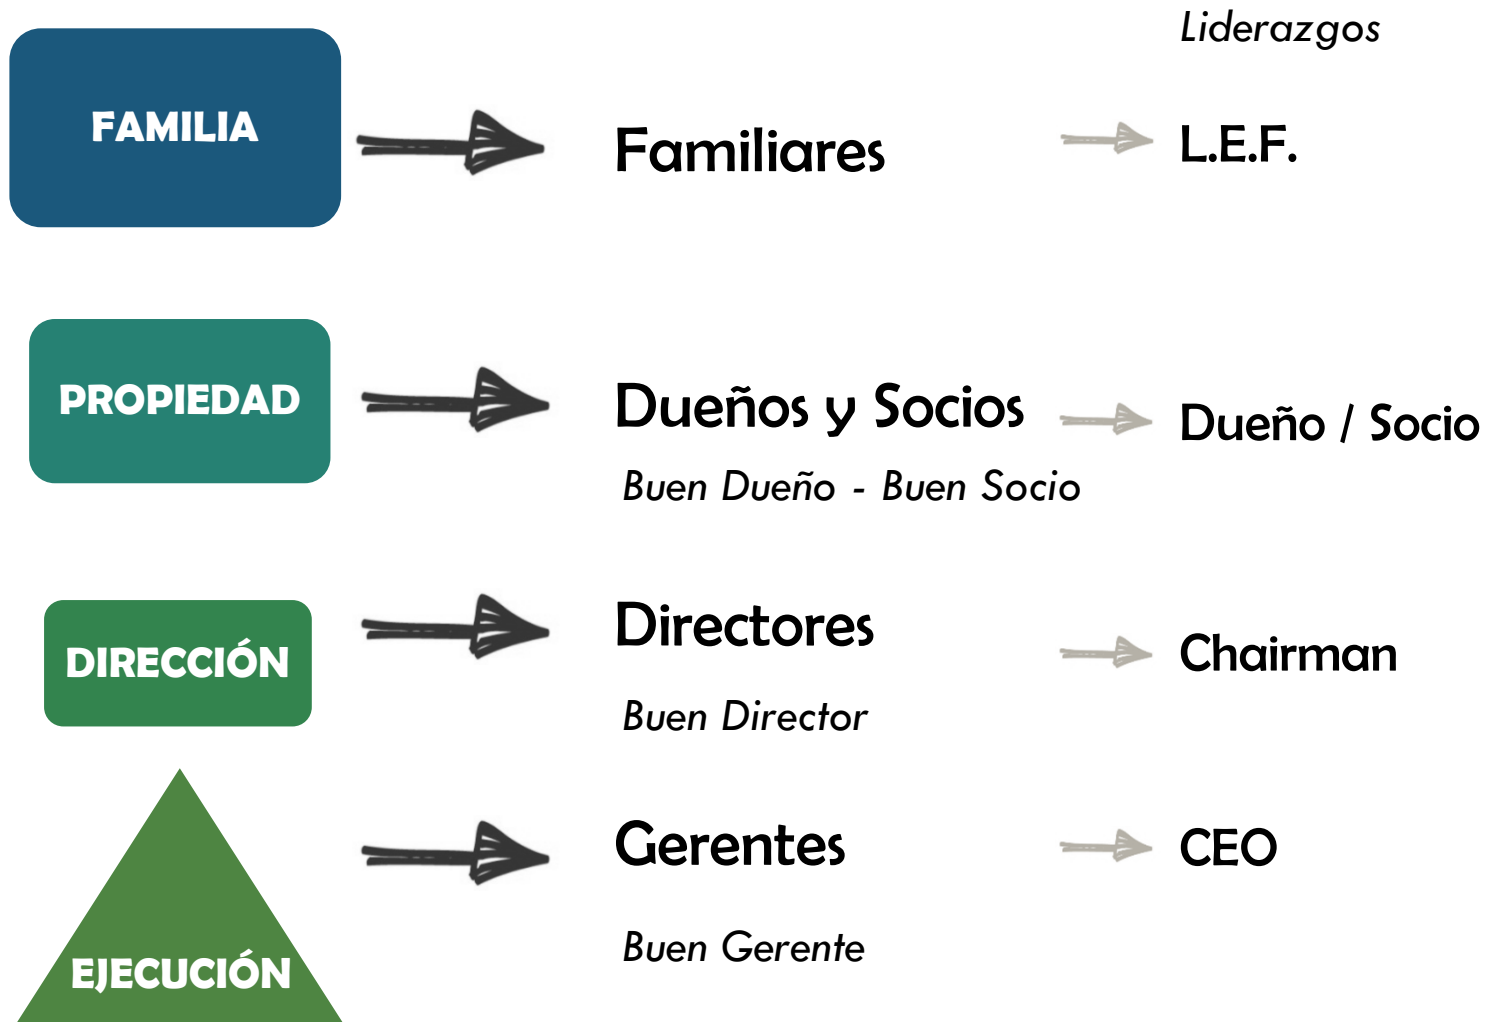 Liderazgos
FAMILIA
Familiares
L.E.F.
PROPIEDAD
Dueños y Socios
Dueño / Socio
Buen Dueño - Buen Socio
DIRECCIÓN
Directores
Chairman
Buen Director
Gerentes
CEO
EJECUCIÓN
Buen Gerente